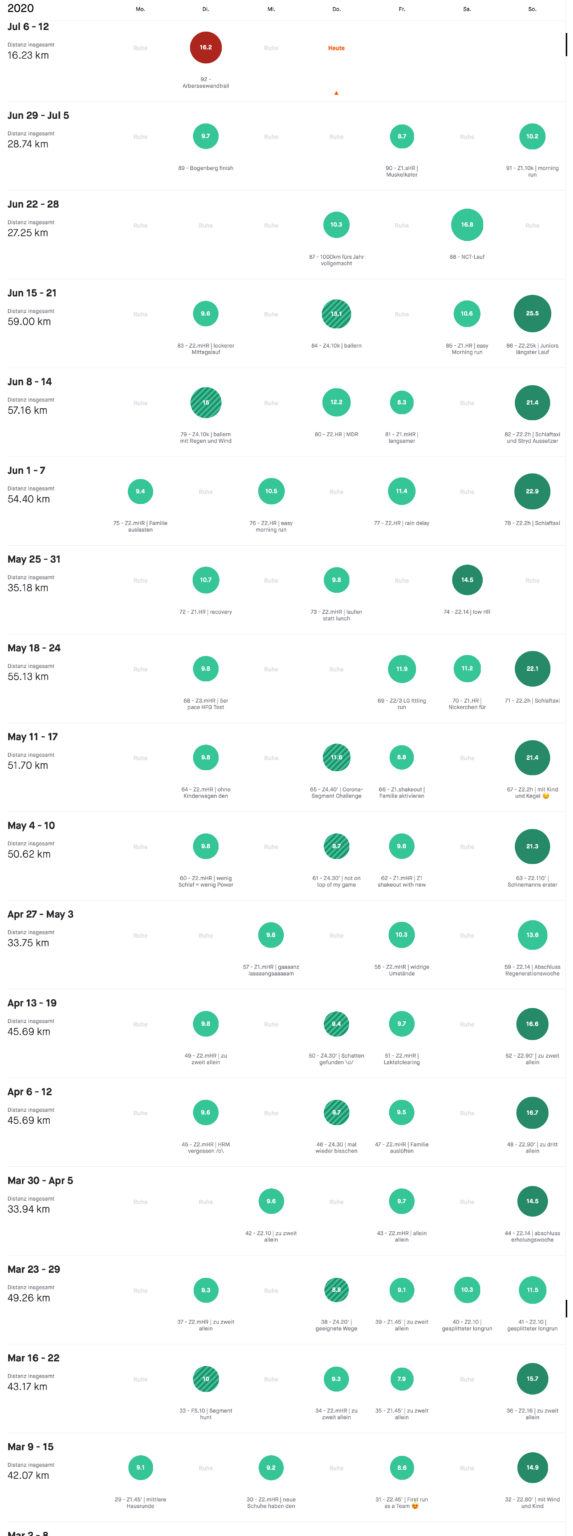 2020 Mo. Di. Mi. Do. Fr. Sa. So.
Jul 6 - 12
Distanz insgesamt
16.23 km
Ruhe 16.2 Ruhe Heute
92 -
Arberseewandtrail
Jun 29 - Jul 5
Distanz insgesamt
28.74 km
Ruhe 9.7 Ruhe Ruhe 8.7 Ruhe 10.2
89 - Bogenberg finish 90 - Z1.sHR | 91 - Z1.10k | morning
Muskelkater run
Jun 22 - 28
Distanz insgesamt
27.25 km
Ruhe Ruhe Ruhe 10.3 Ruhe 16.8 Ruhe
87 - 1000km fürs Jahr 88 - NCT-Lauf
vollgemacht
Jun 15 - 21
Distanz insgesamt
59.00 km
Ruhe 9.6 Ruhe 13.1 Ruhe 10.6 25.5
83 - Z2.mHR | lockerer 84 - Z4.10k | ballern 85 - Z1.HR | easy 86 - Z2.25k | Juniors
Mittagslauf Morning run längster Lauf
Jun 8 - 14
Distanz insgesamt
57.16 km
Ruhe 15 Ruhe 12.2 8.3 Ruhe 21.4
79 - Z4.10k | ballern 80 - Z2.HR | MDR 81 - Z1.mHR | 82 - Z2.2h | Schlaftaxi
mit Regen und Wind langsamer und Stryd Aussetzer
Jun 1 - 7
Distanz insgesamt
54.40 km
9.4 Ruhe 10.5 Ruhe 11.4 Ruhe 22.9
75 - Z2.mHR | Familie 76 - Z2.HR | easy 77 - Z2.HR | rain delay 78 - Z2.2h | Schlaftaxi
auslasten morning run
May 25 - 31
Distanz insgesamt
35.18 km
Ruhe 10.7 Ruhe 9.8 Ruhe 14.5 Ruhe
72 - Z1.HR | recovery 73 - Z2.mHR | laufen 74 - Z2.14 | low HR
statt lunch
May 18 - 24
Distanz insgesamt
55.13 km
Ruhe 9.8 Ruhe Ruhe 11.9 11.2 22.1
68 - Z3.mHR | 5er 69 - Z2/3 LG fitting 70 - Z1.HR | 71 - Z2.2h | Schlaftaxi
pace HFG Test run Nickerchen für
May 11 - 17
Distanz insgesamt
51.70 km
Ruhe 9.8 Ruhe 11.6 8.8 Ruhe 21.4
64 - Z2.mHR | ohne 65 - Z4.40' | Corona- 66 - Z1.shakeout | 67 - Z2.2h | mit Kind
Kinderwagen den Segment Challenge Familie aktivieren und Kegel 😉
May 4 - 10
Distanz insgesamt
50.62 km
Ruhe 9.8 Ruhe 9.7 9.6 Ruhe 21.3
60 - Z2.mHR | wenig 61 - Z4.30' | not on 62 - Z1.mHR | Z1 63 - Z2.110' |
Schlaf = wenig Power top of my game shakeout with new Sohnemanns erster
Apr 27 - May 3
Distanz insgesamt
33.75 km
Ruhe Ruhe 9.8 Ruhe 10.3 Ruhe 13.6
57 - Z1.mHR | gaaaanz 58 - Z2.mHR | widrige 59 - Z2.14 | Abschluss
Umstände Regenerationswoche
Apr 13 - 19
Distanz insgesamt
45.69 km
Ruhe 9.8 Ruhe 9.4 9.7 Ruhe 16.6
49 - Z2.mHR | zu 50 - Z4.30' | Schatten 51 - Z2.mHR | 52 - Z2.90' | zu zweit
zweit allein gefunden \o/ Laktatclearing allein
Apr 6 - 12
Distanz insgesamt
45.69 km
Ruhe 9.6 Ruhe 9.7 9.5 Ruhe 16.7
45 - Z2.mHR | HRM 46 - Z4.30 | mal 47 - Z2.mHR | Familie 48 - Z2.90' | zu dritt
vergessen /o\ wieder bisschen auslüften allein
Mar 30 - Apr 5
Distanz insgesamt
33.94 km
Ruhe Ruhe 9.6 Ruhe 9.7 Ruhe 14.5
42 - Z2.10 | zu zweit 43 - Z2.mHR | allein 44 - Z2.14 | abschluss
allein allein erholungswoche
Mar 23 - 29
Distanz insgesamt
49.26 km
Ruhe 9.3 Ruhe 8.8 9.1 10.3 11.5
37 - Z2.mHR | zu zweit 38 - Z4.20' | 39 - Z1.45' | zu zweit 40 - Z2.10 | 41 - Z2.10 |
allein geeignete Wege allein gesplitteter longrun gesplitteter longrun
Mar 16 - 22
Distanz insgesamt
43.17 km
Ruhe 10 Ruhe 9.3 7.9 Ruhe 15.7
33 - FS.10 | Segment 34 - Z2.mHR | zu 35 - Z1.45' | zu zweit 36 - Z2.16 | zu zweit
hunt zweit allein allein allein
Mar 9 - 15
Distanz insgesamt
42.07 km
9.1 Ruhe 9.2 Ruhe 8.6 Ruhe 14.9
29 - Z1.45' | mittlere 30 - Z2.mHR | neue 31 - Z2.45' | First run 32 - Z2.80' | mit Wind
Hausrunde Schuhe haben den as a Team 😍 und Kind
Mar 2 - 8